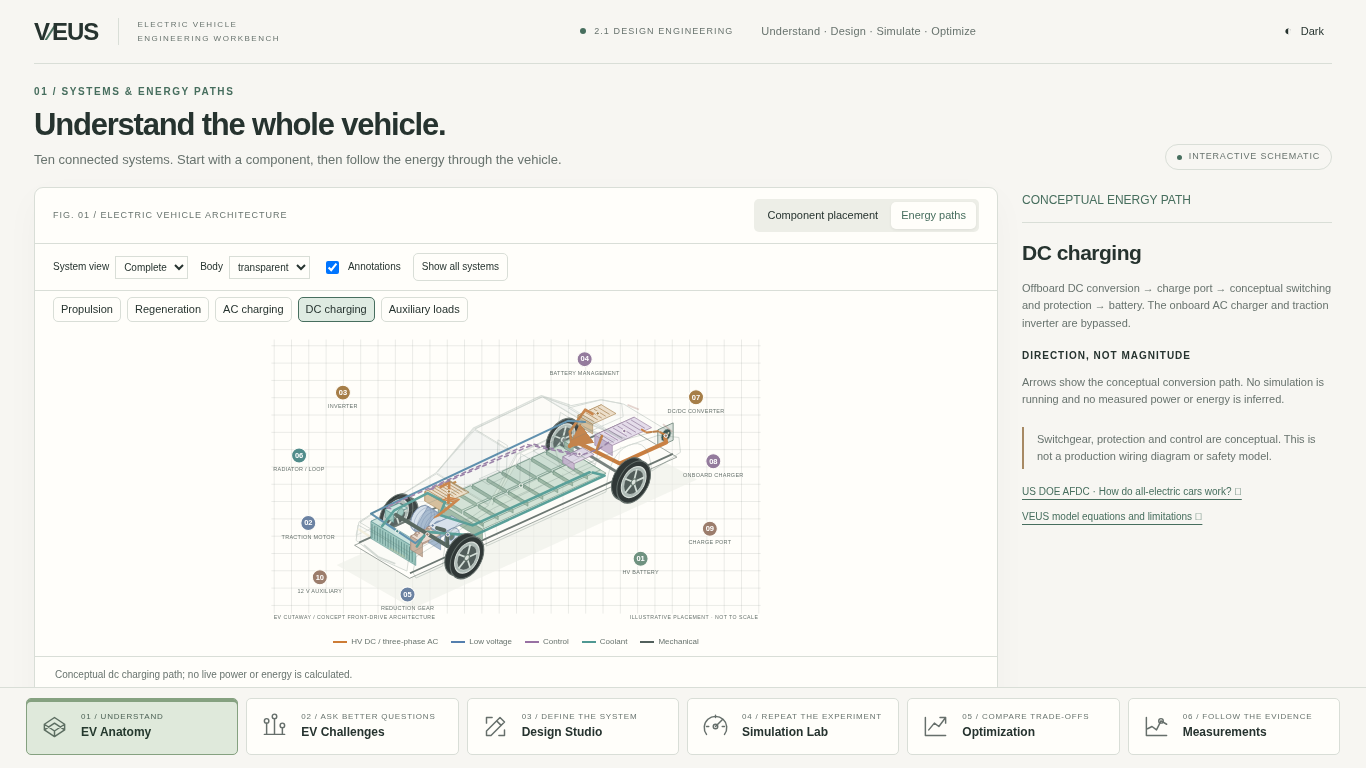 VEUS
ELECTRIC VEHICLE
ENGINEERING WORKBENCH
2.1 DESIGN ENGINEERING
Understand · Design · Simulate · Optimize
Dark
01 / SYSTEMS & ENERGY PATHS
Understand the whole vehicle.
Ten connected systems. Start with a component, then follow the energy through the vehicle.
INTERACTIVE SCHEMATIC
FIG. 01 / ELECTRIC VEHICLE ARCHITECTURE
Component placement
Energy paths
System view
Complete
Body
transparent
Annotations
Show all systems
Propulsion
Regeneration
AC charging
DC charging
Auxiliary loads
04
BATTERY MANAGEMENT
03
INVERTER
07
DC/DC CONVERTER
06
RADIATOR / LOOP
08
ONBOARD CHARGER
02
TRACTION MOTOR
09
CHARGE PORT
01
HV BATTERY
10
12 V AUXILIARY
05
REDUCTION GEAR
EV CUTAWAY / CONCEPT FRONT-DRIVE ARCHITECTURE
ILLUSTRATIVE PLACEMENT · NOT TO SCALE
HV DC / three-phase AC
Low voltage
Control
Coolant
Mechanical
Conceptual dc charging path; no live power or energy is calculated.
CONCEPTUAL ENERGY PATH
DC charging
Offboard DC conversion → charge port → conceptual switching
and protection → battery. The onboard AC charger and traction
inverter are bypassed.
DIRECTION, NOT MAGNITUDE
Arrows show the conceptual conversion path. No simulation is
running and no measured power or energy is inferred.
Switchgear, protection and control are conceptual. This is
not a production wiring diagram or safety model.
US DOE AFDC · How do all-electric cars work?
VEUS model equations and limitations
01 / UNDERSTAND
EV Anatomy
02 / ASK BETTER QUESTIONS
EV Challenges
03 / DEFINE THE SYSTEM
Design Studio
04 / REPEAT THE EXPERIMENT
Simulation Lab
05 / COMPARE TRADE-OFFS
Optimization
06 / FOLLOW THE EVIDENCE
Measurements